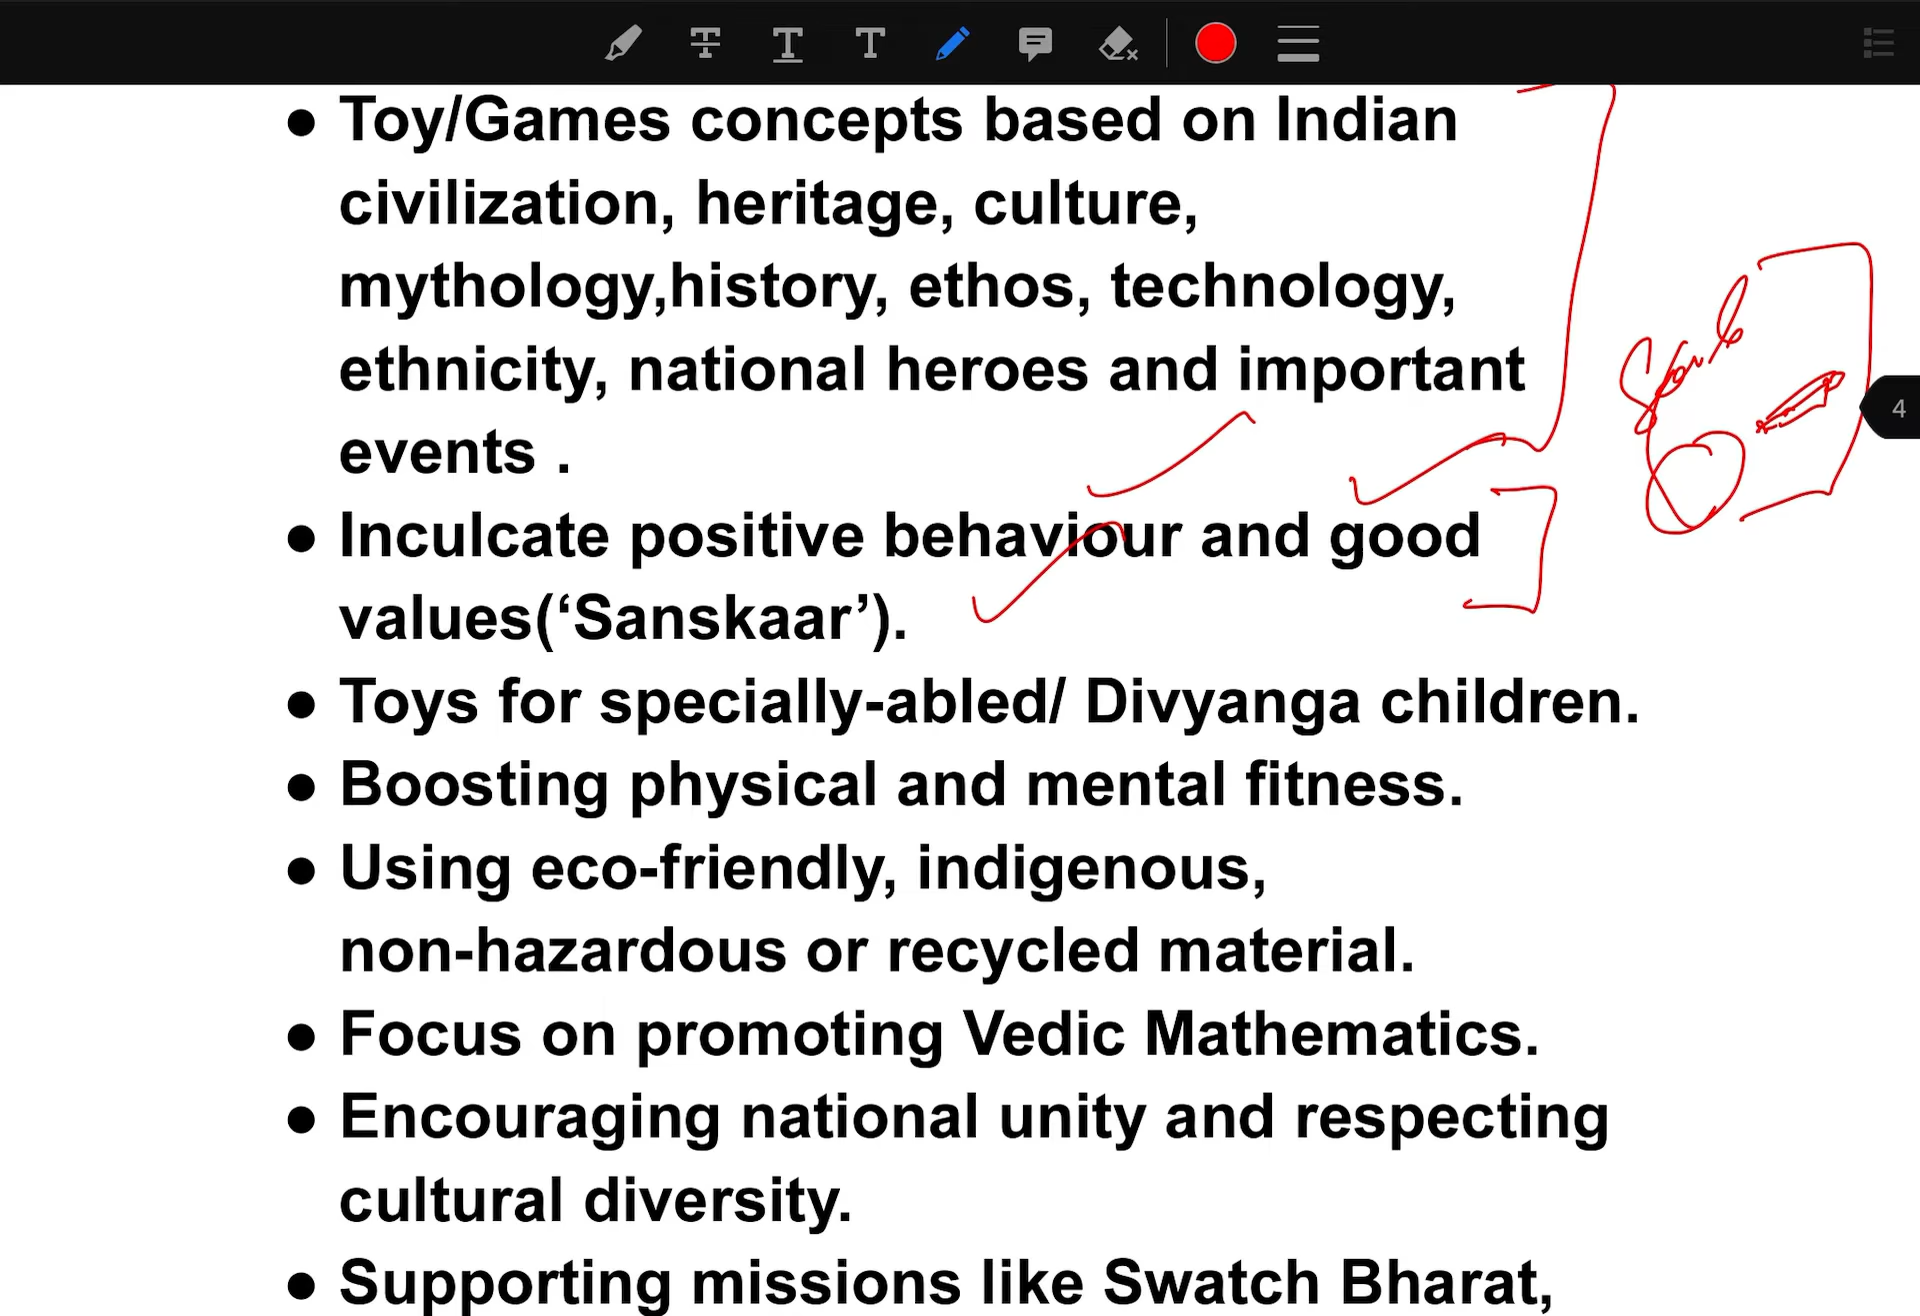 ● Toy/Games concepts based on Indian
civilization, heritage, culture,
mythology,history, ethos, technology,
ethnicity, national heroes and important
events .
4
● Inculcate positive behaviour and good
values(‘Sanskaar’).
● Toys for specially-abled/ Divyanga children.
● Boosting physical and mental fitness.
● Using eco-friendly, indigenous,
non-hazardous or recycled material.
● Focus on promoting Vedic Mathematics.
● Encouraging national unity and respecting
cultural diversity.
● Supporting missions like Swatch Bharat,